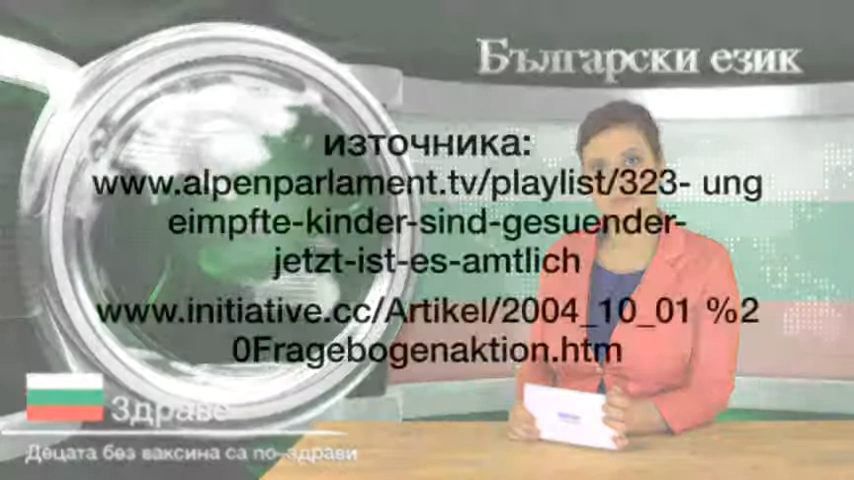 Български език
източника:
www.alpenparlament.tv/playlist/323- ung
eimpfte-kinder-sind-gesuender-
jetzt-ist-es-amtlich
www.initiative.cc/Artikel/2004_10_01 %2
0Fragebogenaktion.htm
Здраве
Децата без ваксина са по-здрави